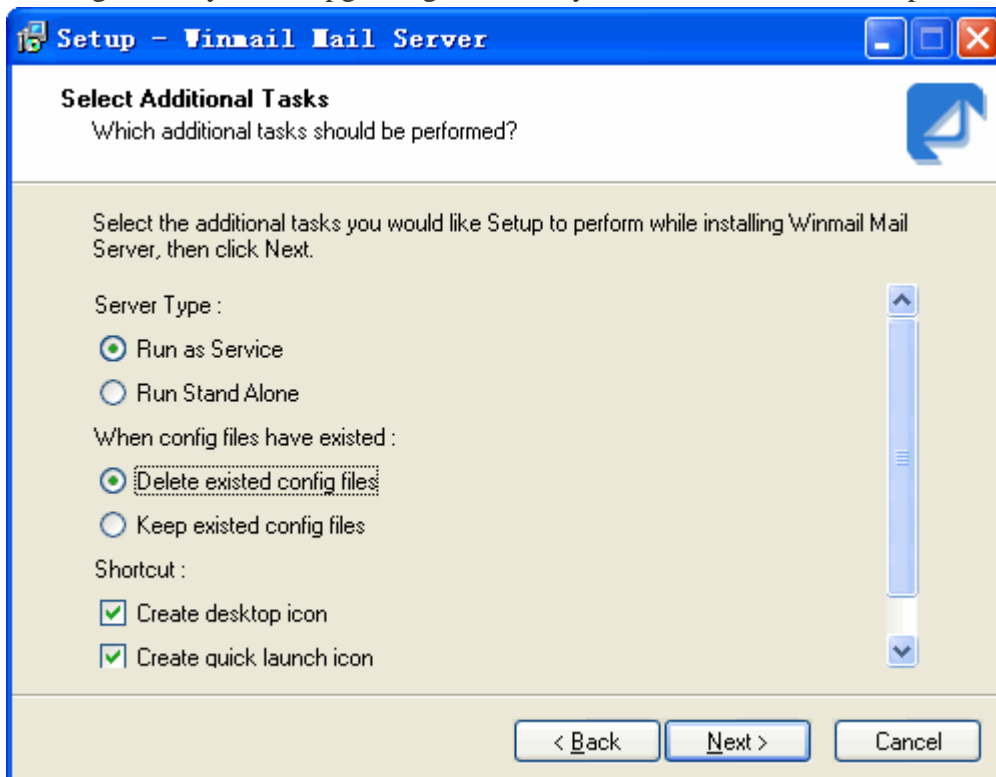 Setup - Winmail Mail Server
Select Additional Tasks
Which additional tasks should be performed?
Select the additional tasks you would like Setup to perform while installing Winmail Mail
Server, then click Next.
Server Type :
Run as Service
Run Stand Alone
When config files have existed :
Delete existed config files
Keep existed config files
Shortcut :
Create desktop icon
Create quick launch icon
< Back
Next >
Cancel